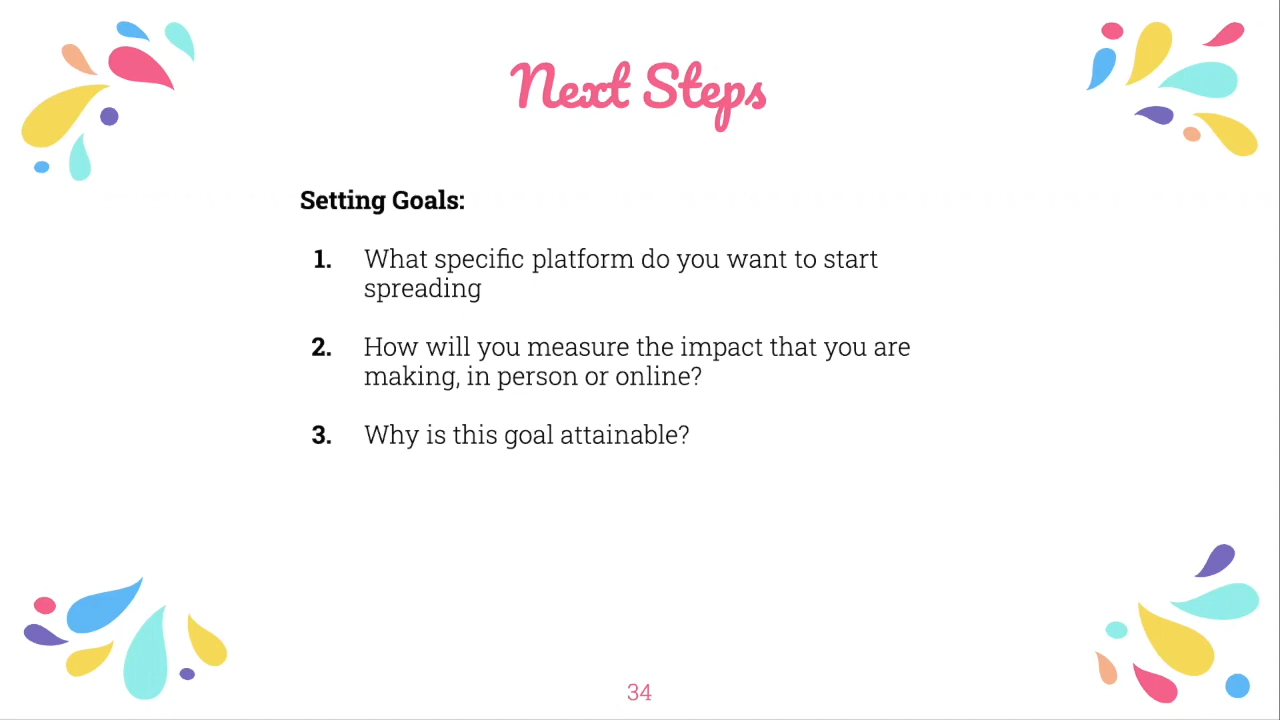 Next Steps
Setting Goals:
1. What specific platform do you want to start
spreading
2. How will you measure the impact that you are
making, in person or online?
3. Why is this goal attainable?
34